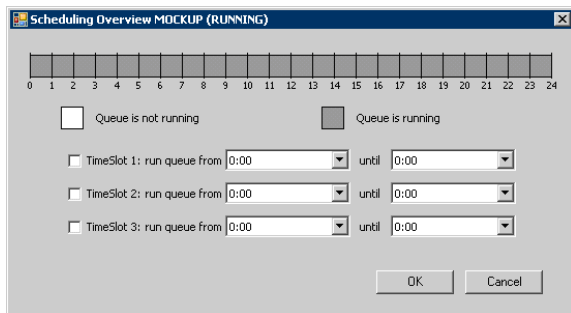 Scheduling Overview MOCKUP (RUNNING)
0 1 2 3 4 5 6 7 8 9 10 11 12 13 14 15 16 17 18 19 20 21 22 23 24
Queue is not running Queue is running
TimeSlot 1: run queue from 0:00 until 0:00
TimeSlot 2: run queue from 0:00 until 0:00
TimeSlot 3: run queue from 0:00 until 0:00
OK Cancel